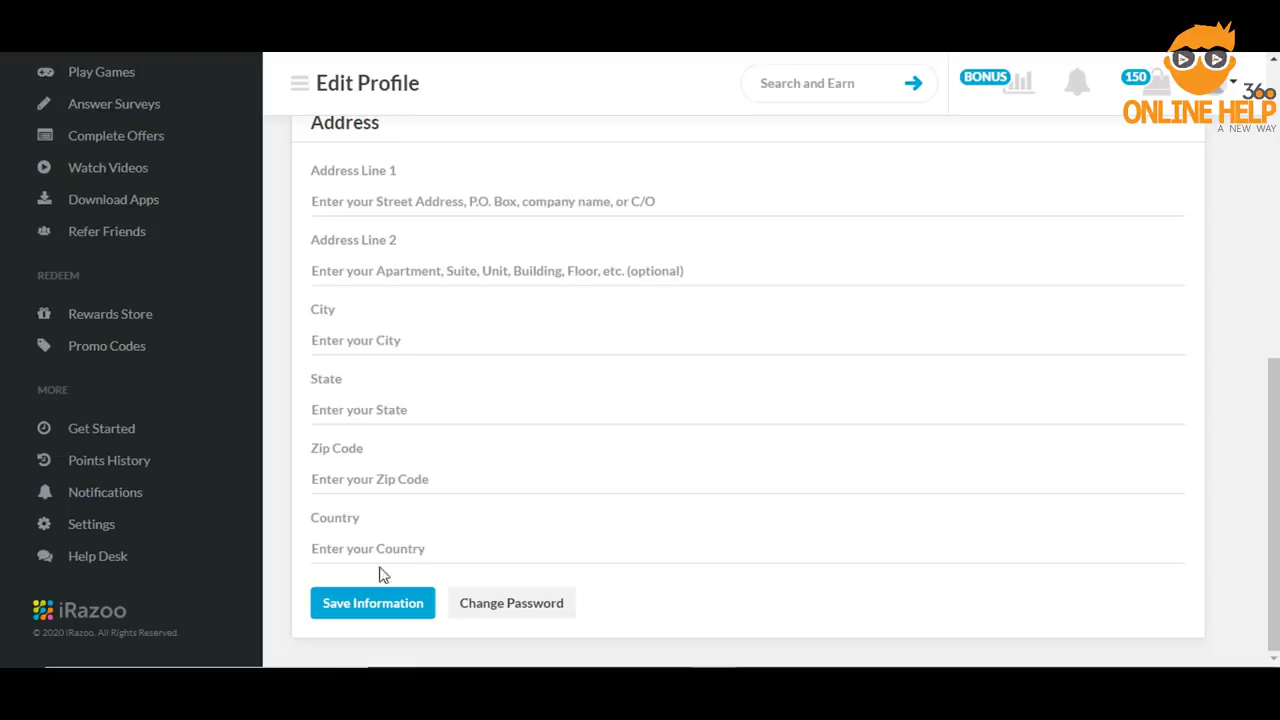 Play Games
Answer Surveys
Complete Offers
Watch Videos
Download Apps
Refer Friends
REDEEM
Rewards Store
Promo Codes
MORE
Get Started
Points History
Notifications
Settings
Help Desk
iRazoo
© 2020 iRazoo. All Rights Reserved.
Edit Profile
Search and Earn
BONUS
150
360
ONLINE HELP
A NEW WAY
Address
Address Line 1
Enter your Street Address, P.O. Box, company name, or C/O
Address Line 2
Enter your Apartment, Suite, Unit, Building, Floor, etc. (optional)
City
Enter your City
State
Enter your State
Zip Code
Enter your Zip Code
Country
Enter your Country
Save Information
Change Password